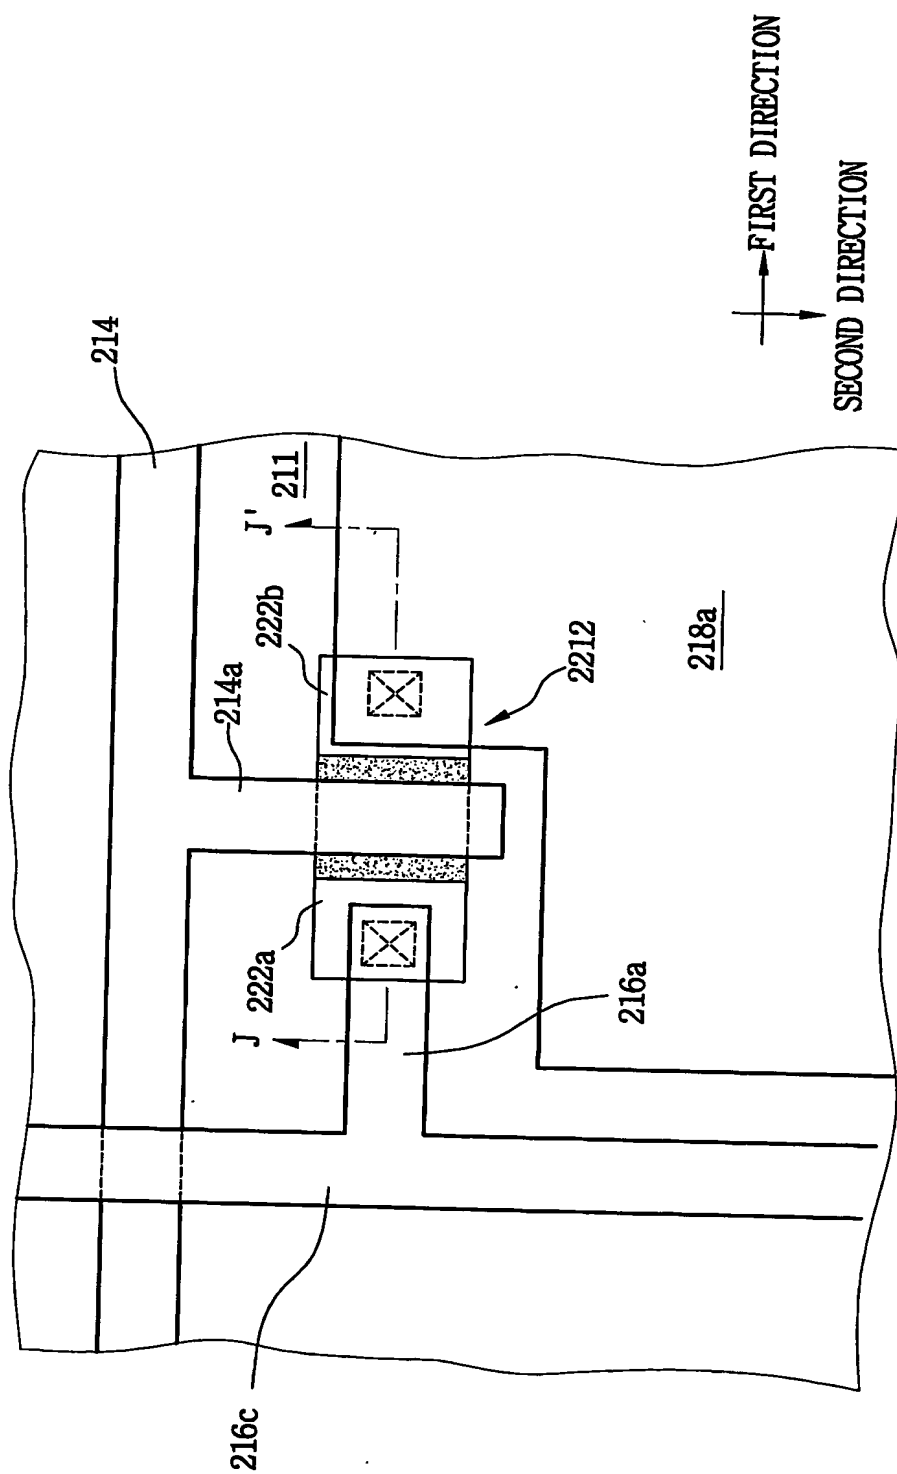 214
211
J'
222b
214a
2212
218a
222a
J
216a
216c
FIRST DIRECTION
SECOND DIRECTION